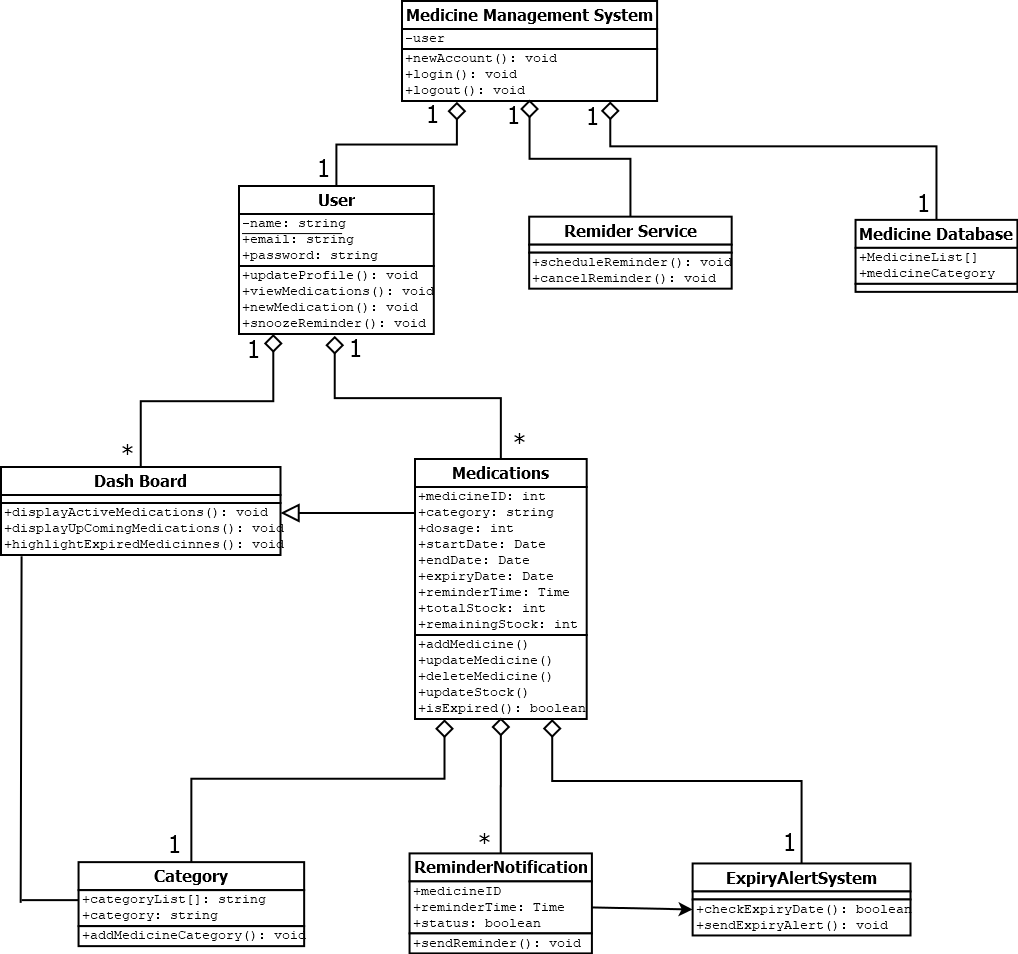 Medicine Management System
-user
+newAccount(): void
+login(): void
+logout(): void
1
1
1
1
1
User
-name: string
+email: string
+password: string
+updateProfile(): void
+viewMedications(): void
+newMedication(): void
+snoozeReminder(): void
Remider Service
+scheduleReminder(): void
+cancelReminder(): void
Medicine Database
+MedicineList[]
+medicineCategory
1
1
*
*
Dash Board
+displayActiveMedications(): void
+displayUpComingMedications(): void
+highlightExpiredMedicinnes(): void
Medications
+medicineID: int
+category: string
+dosage: int
+startDate: Date
+endDate: Date
+expiryDate: Date
+reminderTime: Time
+totalStock: int
+remainingStock: int
+addMedicine()
+updateMedicine()
+deleteMedicine()
+updateStock()
+isExpired(): boolean
1
*
1
Category
+categoryList[]: string
+category: string
+addMedicineCategory(): void
ReminderNotification
+medicineID
+reminderTime: Time
+status: boolean
+sendReminder(): void
ExpiryAlertSystem
+checkExpiryDate(): boolean
+sendExpiryAlert(): void